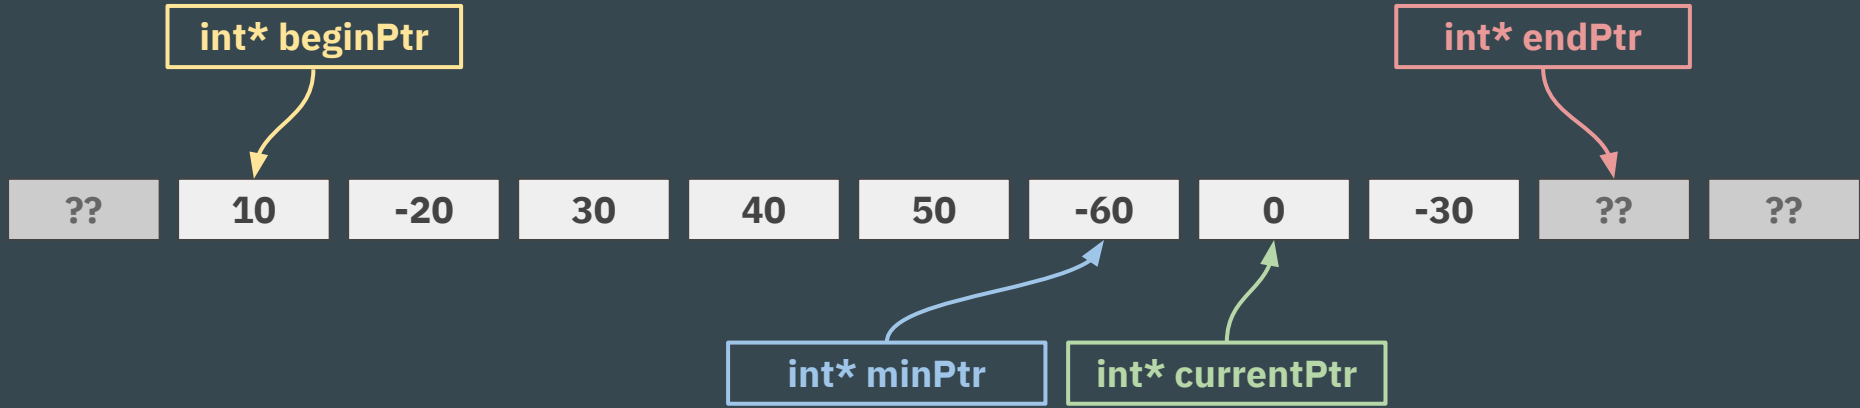 int* beginPtr
int* endPtr
?? 10 -20 30 40 50 -60 0 -30 ?? ??
int* minPtr
int* currentPtr